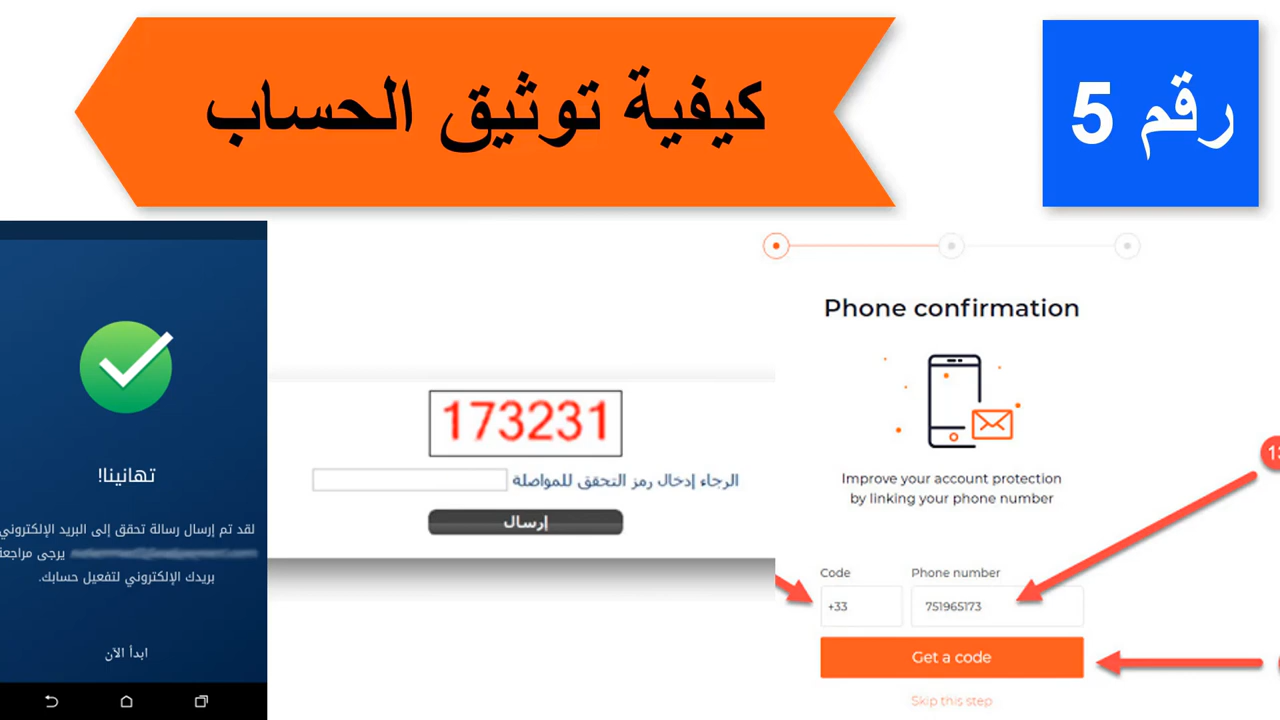 رقم 5
كيفية توثيق الحساب
تهانينا!
لقد تم إرسال رسالة تحقق إلى البريد الإلكتروني
يرجى مراجعة
بريدك الإلكتروني لتفعيل حسابك.
ابدأ الآن
173231
الرجاء إدخال رمز التحقق للمواصلة
إرسال
Phone confirmation
Improve your account protection
by linking your phone number
Code Phone number
+33 751965173
Get a code
Skip this step